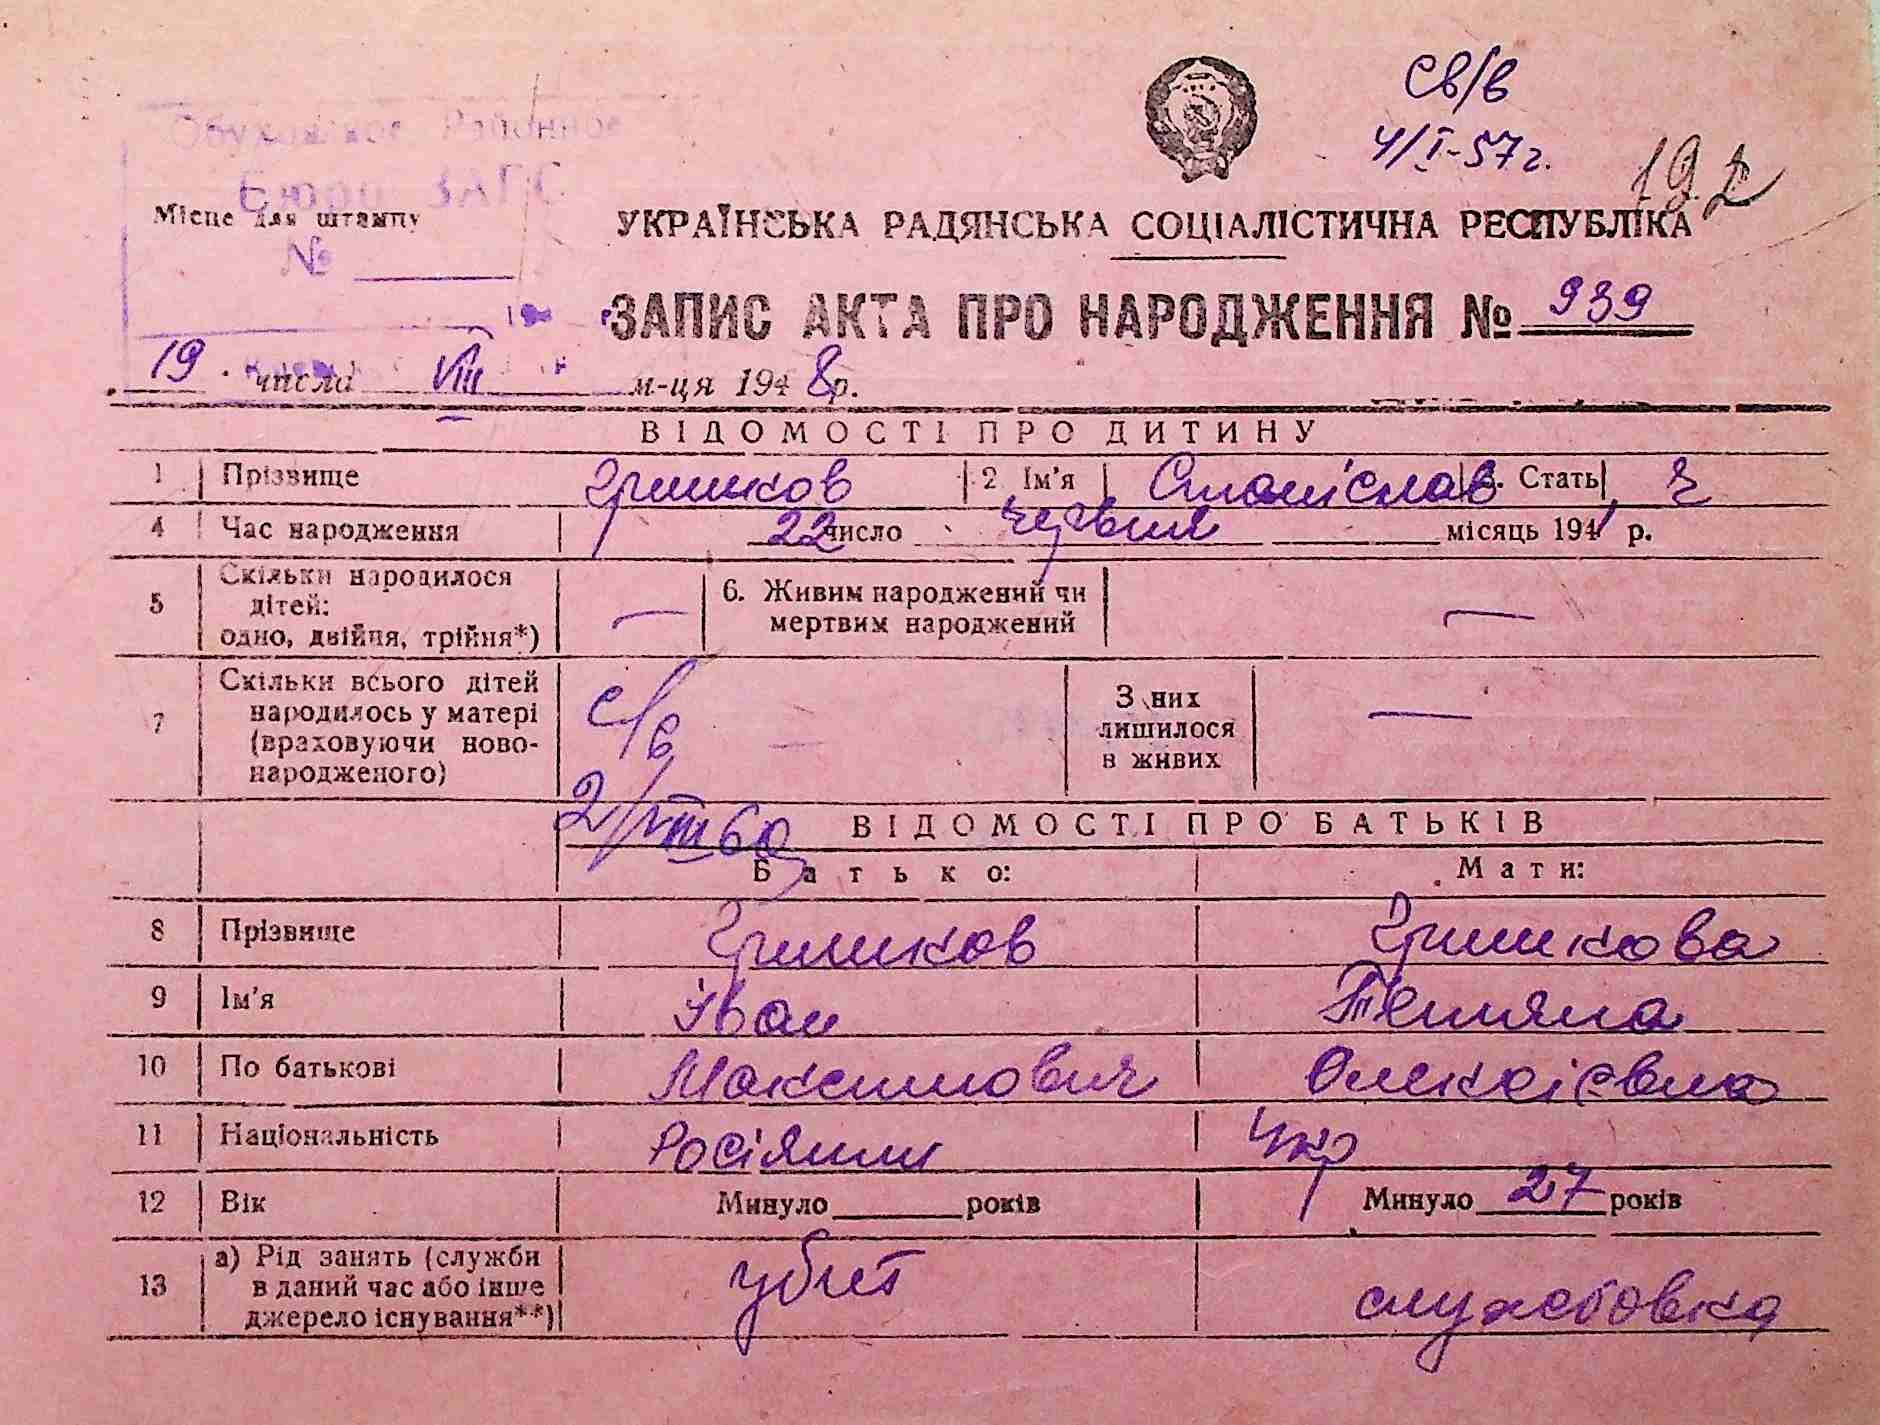 Обуховское Районное
Бюро ЗАГС
Місце для штампу
№
св/в
4/I-57 г.
192
УКРАЇНСЬКА РАДЯНСЬКА СОЦІАЛІСТИЧНА РЕСПУБЛІКА
ЗАПИС АКТА ПРО НАРОДЖЕННЯ № 939
19 числа VIII м-ця 1948 р.
ВІДОМОСТІ ПРО ДИТИНУ
1 Прізвище Гришков 2 Ім'я Станіслав 3. Стать ч
4 Час народження 22 число червня місяць 1941 р.
5 Скільки народилося дітей: одно, двійня, трійня*) — 6. Живим народжений чи мертвим народжений —
7 Скільки всього дітей народилось у матері (враховуючи новонародженого) — З них лишилося в живих —
с/в
2/VIII 60
ВІДОМОСТІ ПРО БАТЬКІВ
Батько: Мати:
8 Прізвище Гришков Гришкова
9 Ім'я Іван Тетяна
10 По батькові Максимович Олексієвна
11 Національність Росіянин Укр
12 Вік Минуло років Минуло 27 років
13 а) Рід занять (служби в даний час або інше джерело існування**) убит службовка